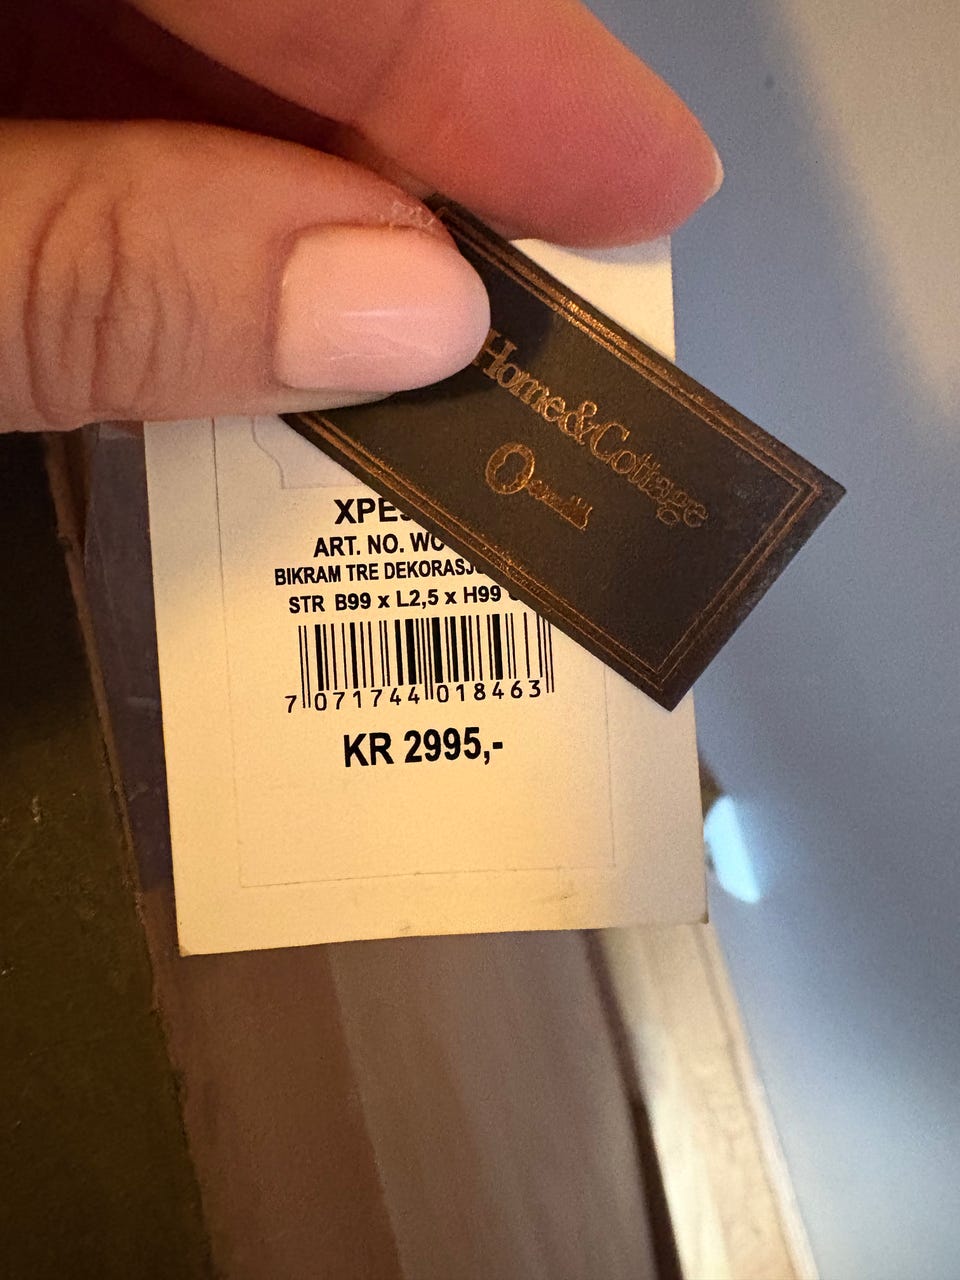 Home&Cottage
XPE
ART. NO. WO
BIKRAM TRE DEKORASJ
STR B99 x L2,5 x H99
7 071744 018463
KR 2995,-